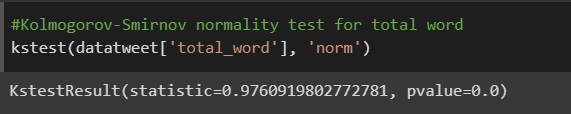 #Kolmogorov-Smirnov normality test for total word
kstest(datatweet['total_word'], 'norm')
KstestResult(statistic=0.9760919802772781, pvalue=0.0)